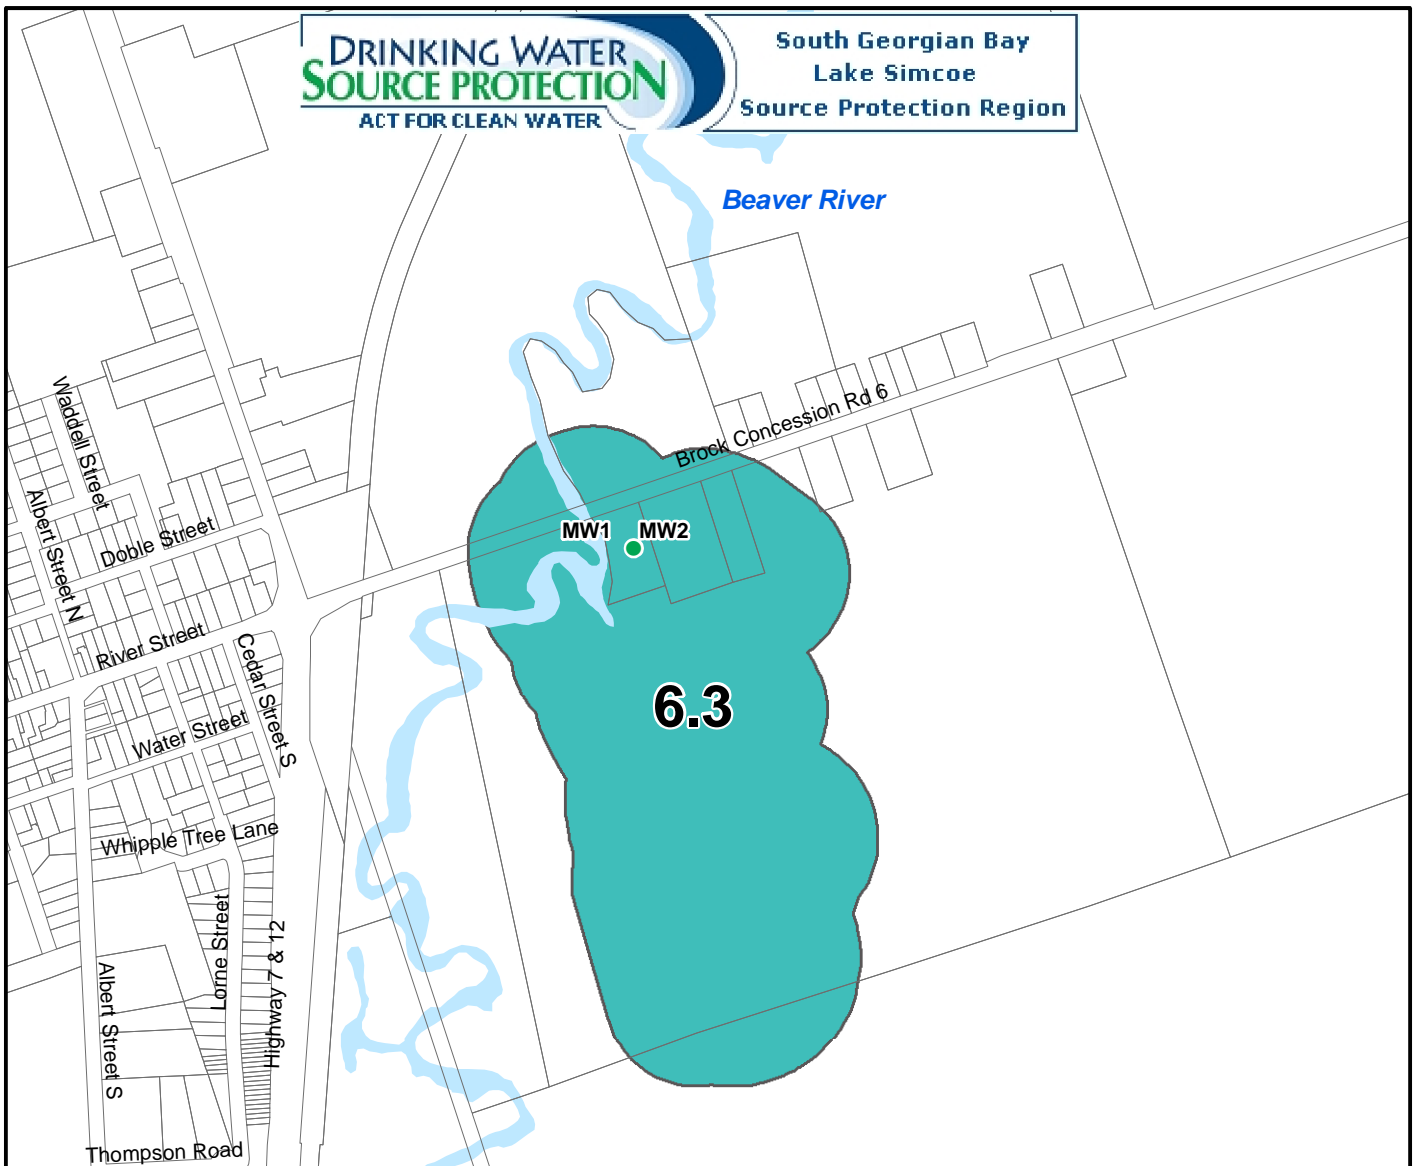 DRINKING WATER
SOURCE PROTECTION
ACT FOR CLEAN WATER
South Georgian Bay
Lake Simcoe
Source Protection Region
Beaver River
Brock Concession Rd 6
Waddell Street
Albert Street N
Doble Street
MW1
MW2
River Street
Cedar Street S
6.3
Water Street
Whipple Tree Lane
Lorne Street
Highway 7 & 12
Albert Street S
Thompson Road